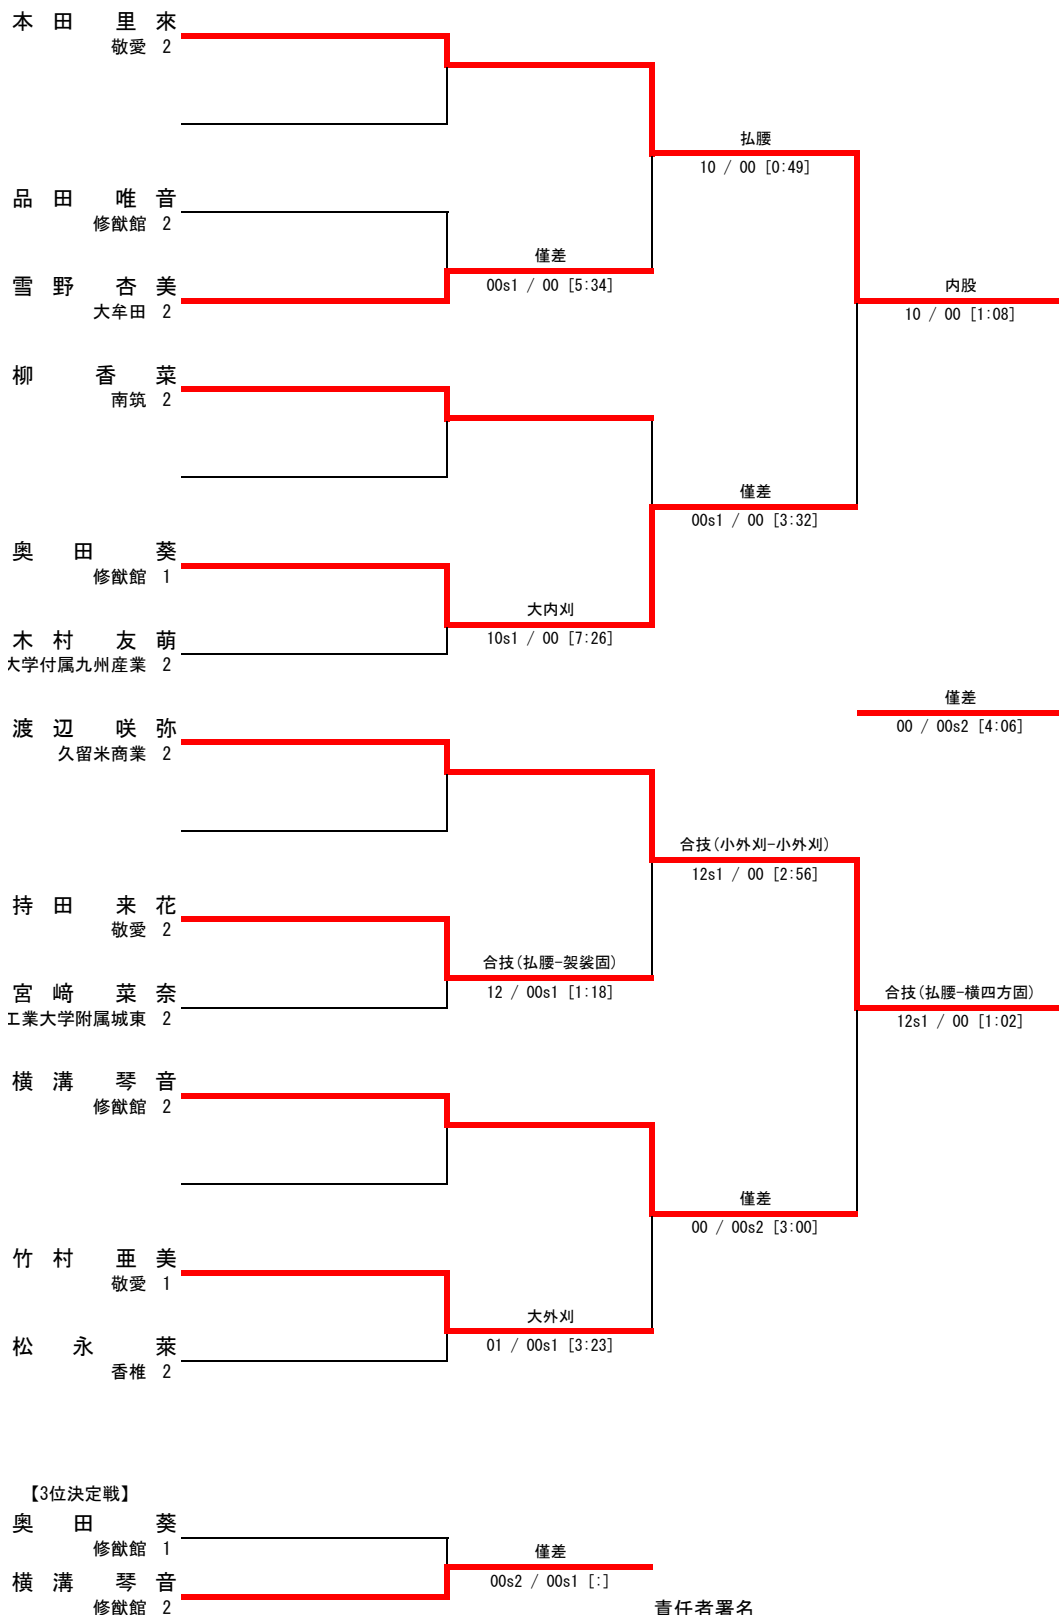 本田 里來
敬愛 2
払腰
10 / 00 [0:49]
品田 唯音
修猷館 2
僅差
00s1 / 00 [5:34]
雪野 杏美
大牟田 2
内股
10 / 00 [1:08]
柳 香菜
南筑 2
僅差
00s1 / 00 [3:32]
奥田 葵
修猷館 1
大内刈
10s1 / 00 [7:26]
木村 友萌
大学付属九州産業 2
僅差
00 / 00s2 [4:06]
渡辺 咲弥
久留米商業 2
合技(小外刈-小外刈)
12s1 / 00 [2:56]
持田 来花
敬愛 2
合技(払腰-袈裟固)
12 / 00s1 [1:18]
宮﨑 菜奈
工業大学附属城東 2
合技(払腰-横四方固)
12s1 / 00 [1:02]
横溝 琴音
修猷館 2
僅差
00 / 00s2 [3:00]
竹村 亜美
敬愛 1
大外刈
01 / 00s1 [3:23]
松永 萊
香椎 2
【3位決定戦】
奥田 葵
修猷館 1
僅差
00s2 / 00s1 [:]
横溝 琴音
修猷館 2
責任者署名